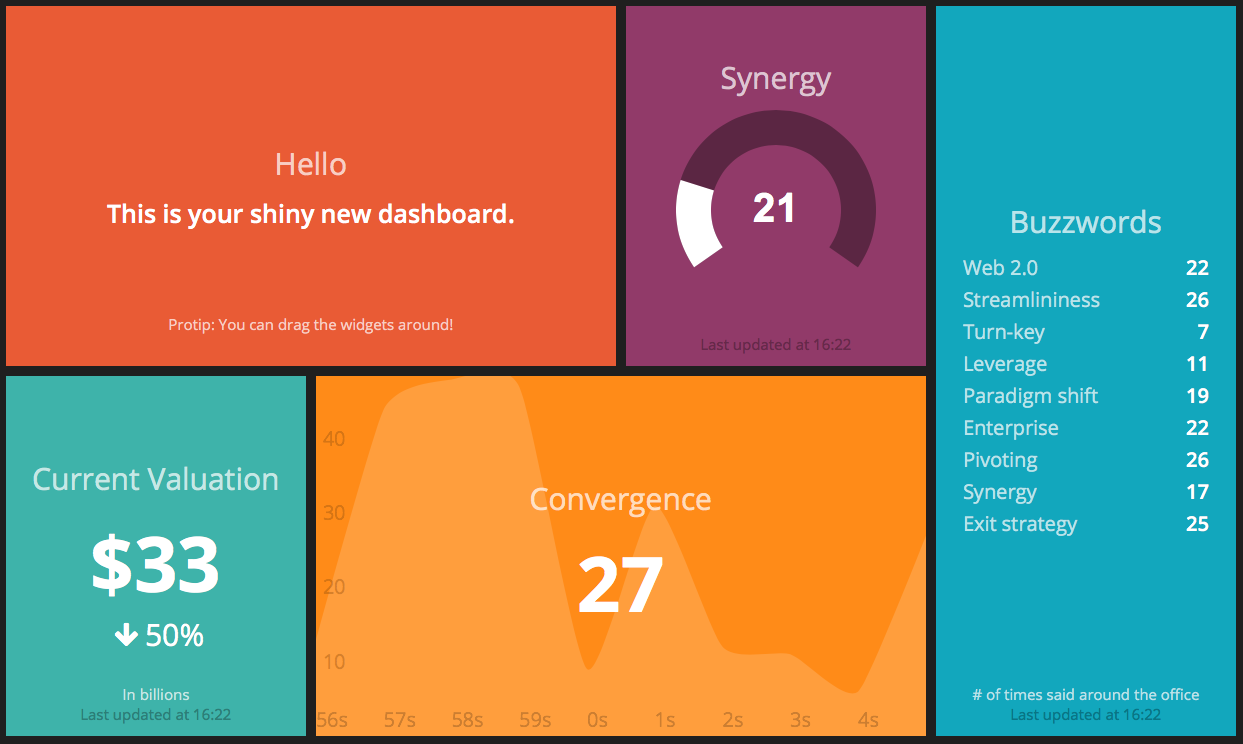 Hello
This is your shiny new dashboard.
Protip: You can drag the widgets around!
Synergy
21
Last updated at 16:22
Buzzwords
Web 2.0 22
Streamlininess 26
Turn-key 7
Leverage 11
Paradigm shift 19
Enterprise 22
Pivoting 26
Synergy 17
Exit strategy 25
# of times said around the office
Last updated at 16:22
Current Valuation
$33
50%
In billions
Last updated at 16:22
Convergence
27
40
30
20
10
56s 57s 58s 59s 0s 1s 2s 3s 4s